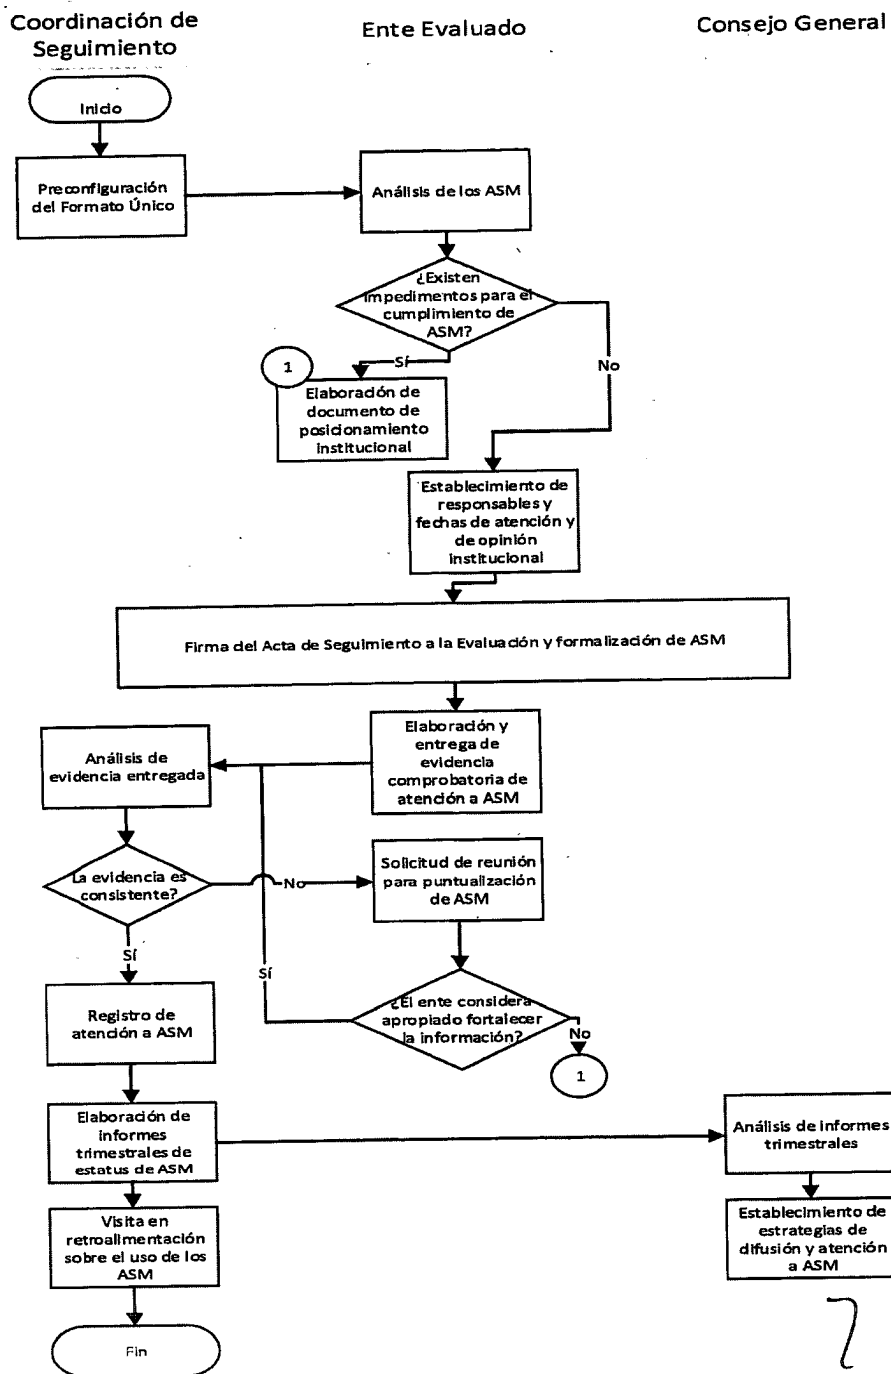 Coordinación de
Seguimiento
Ente Evaluado
Consejo General
Inicio
Preconfiguración
del Formato Único
Análisis de los ASM
¿Existen
impedimentos para el
cumplimiento de
ASM?
Sí
No
1
Elaboración de
documento de
posicionamiento
institucional
Establecimiento de
responsables y
fechas de atención y
de opinión
institucional
Firma del Acta de Seguimiento a la Evaluación y formalización de ASM
Elaboración y
entrega de
evidencia
comprobatoria de
atención a ASM
Análisis de
evidencia entregada
La evidencia es
consistente?
No
Solicitud de reunión
para puntualización
de ASM
Sí
Sí
¿El ente considera
apropiado fortalecer
la información?
No
1
Registro de
atención a ASM
Elaboración de
informes
trimestrales de
estatus de ASM
Análisis de informes
trimestrales
Visita en
retroalimentación
sobre el uso de los
ASM
Establecimiento de
estrategias de
difusión y atención
a ASM
Fin